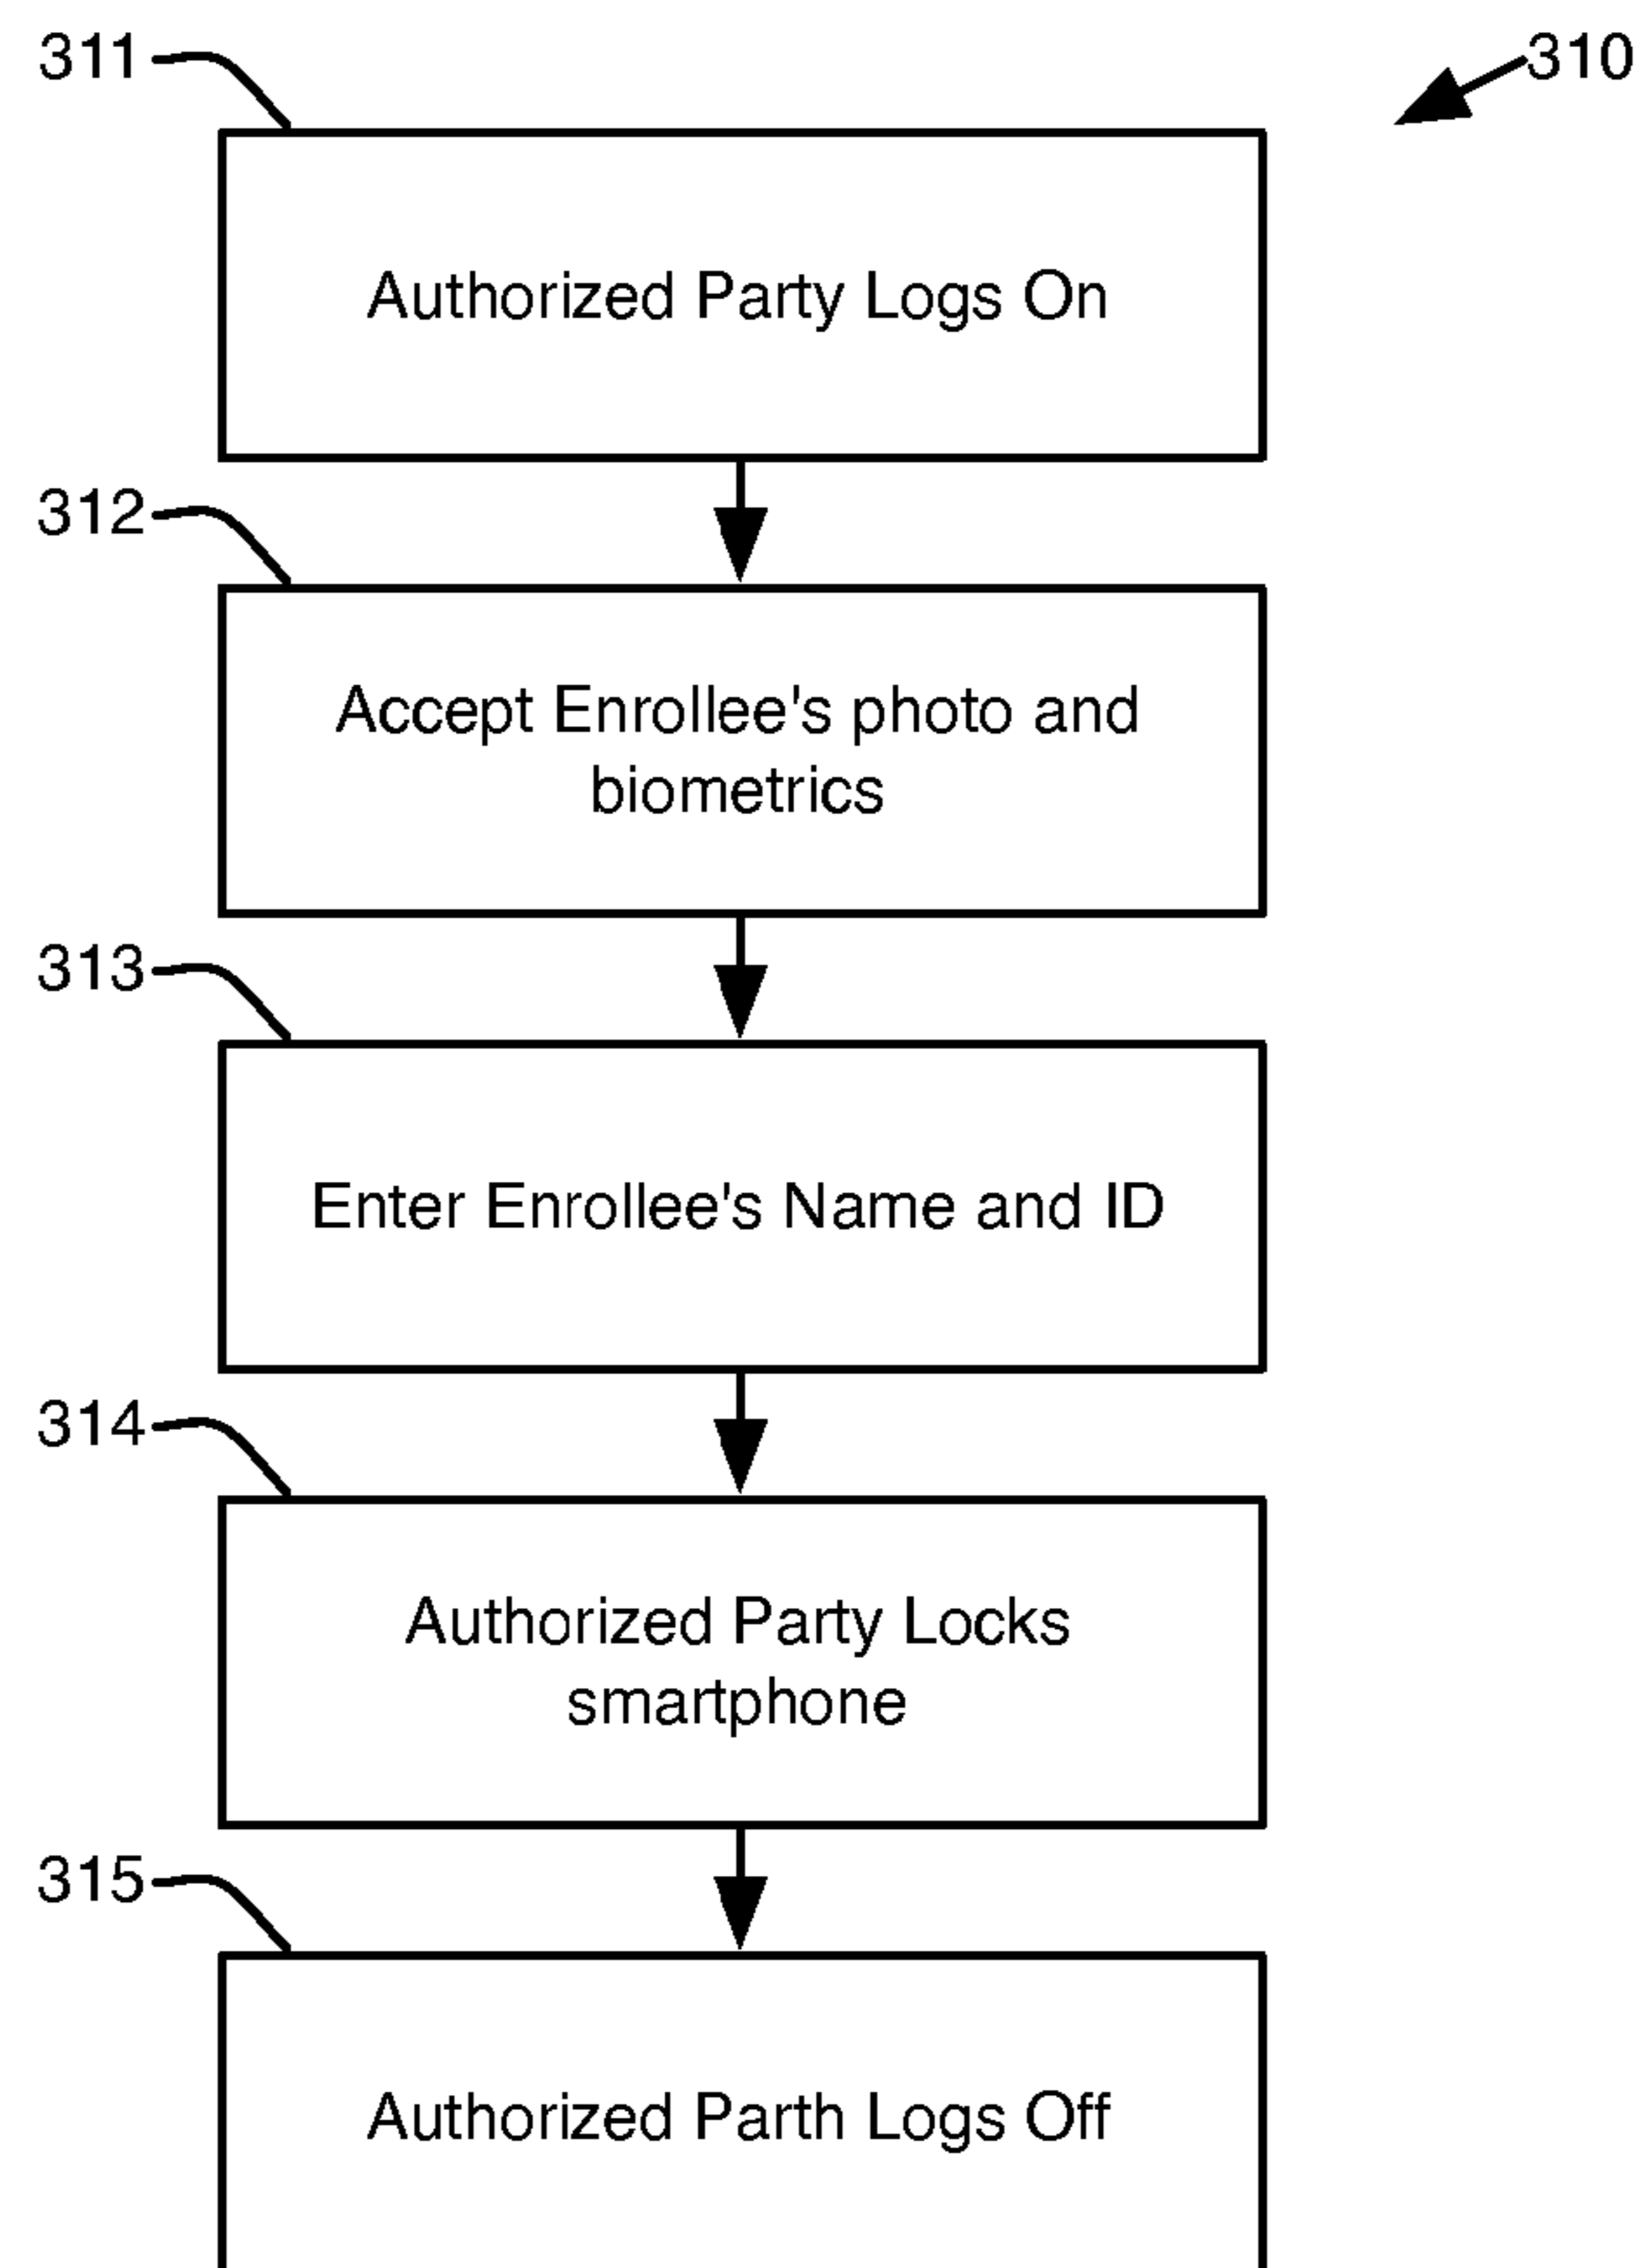 311
310
Authorized Party Logs On
312
Accept Enrollee's photo and
biometrics
313
Enter Enrollee's Name and ID
314
Authorized Party Locks
smartphone
315
Authorized Parth Logs Off